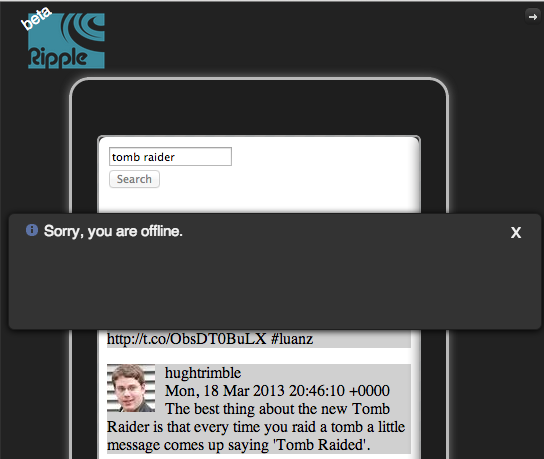 beta
Ripple
tomb raider
Search
Sorry, you are offline.
X
http://t.co/ObsDT0BuLX #luanz
hughtrimble
Mon, 18 Mar 2013 20:46:10 +0000
The best thing about the new Tomb
Raider is that every time you raid a tomb a little
message comes up saying 'Tomb Raided'.